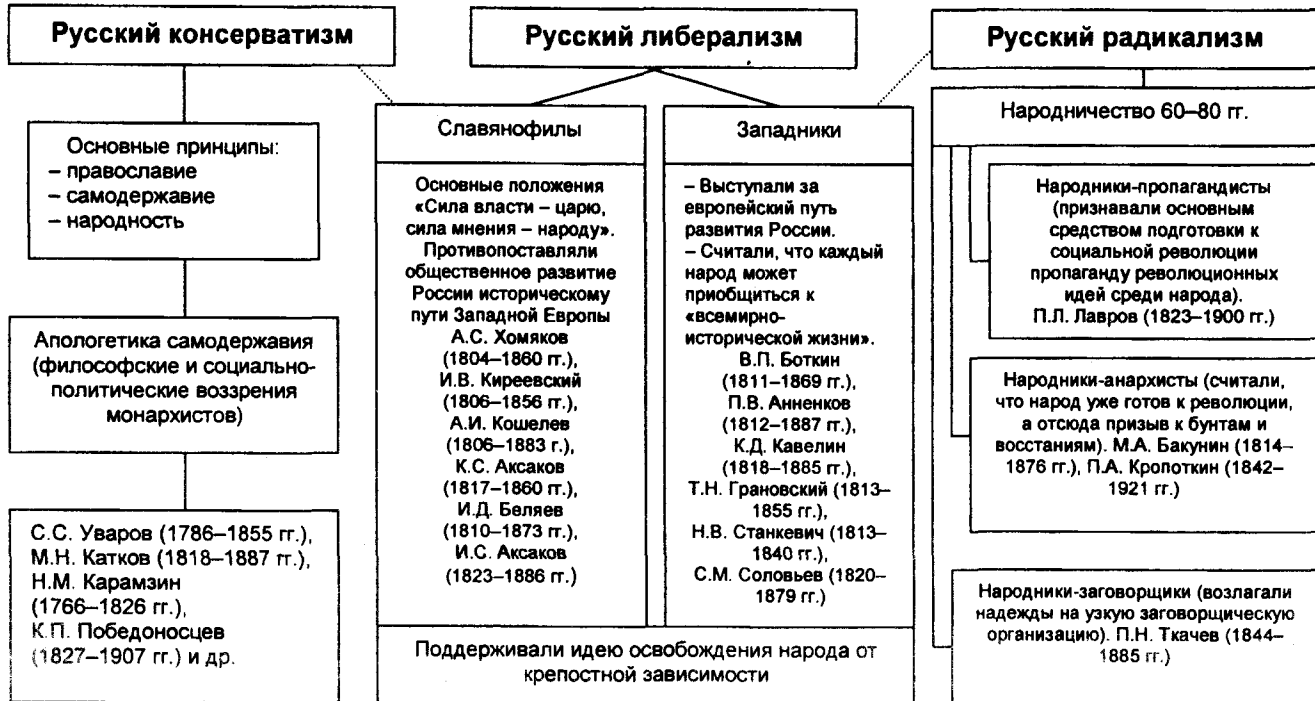 Русский консерватизм
Основные принципы:
– православие
– самодержавие
– народность
Апологетика самодержавия
(философские и социально-
политические воззрения
монархистов)
С.С. Уваров (1786–1855 гг.),
М.Н. Катков (1818–1887 гг.),
Н.М. Карамзин
(1766–1826 гг.),
К.П. Победоносцев
(1827–1907 гг.) и др.
Русский либерализм
Славянофилы
Основные положения
«Сила власти – царю,
сила мнения – народу».
Противопоставляли
общественное развитие
России историческому
пути Западной Европы
А.С. Хомяков
(1804–1860 гг.),
И.В. Киреевский
(1806–1856 гг.),
А.И. Кошелев
(1806–1883 г.),
К.С. Аксаков
(1817–1860 гг.),
И.Д. Беляев
(1810–1873 гг.),
И.С. Аксаков
(1823–1886 гг.)
Западники
– Выступали за
европейский путь
развития России.
– Считали, что каждый
народ может
приобщиться к
«всемирно-
исторической жизни».
В.П. Боткин
(1811–1869 гг.),
П.В. Анненков
(1812–1887 гг.),
К.Д. Кавелин
(1818–1885 гг.),
Т.Н. Грановский (1813–
1855 гг.),
Н.В. Станкевич (1813–
1840 гг.),
С.М. Соловьев (1820–
1879 гг.)
Поддерживали идею освобождения народа от
крепостной зависимости
Русский радикализм
Народничество 60–80 гг.
Народники-пропагандисты
(признавали основным
средством подготовки к
социальной революции
пропаганду революционных
идей среди народа).
П.Л. Лавров (1823–1900 гг.)
Народники-анархисты (считали,
что народ уже готов к революции,
а отсюда призыв к бунтам и
восстаниям). М.А. Бакунин (1814–
1876 гг.), П.А. Кропоткин (1842–
1921 гг.)
Народники-заговорщики (возлагали
надежды на узкую заговорщическую
организацию). П.Н. Ткачев (1844–
1885 гг.)